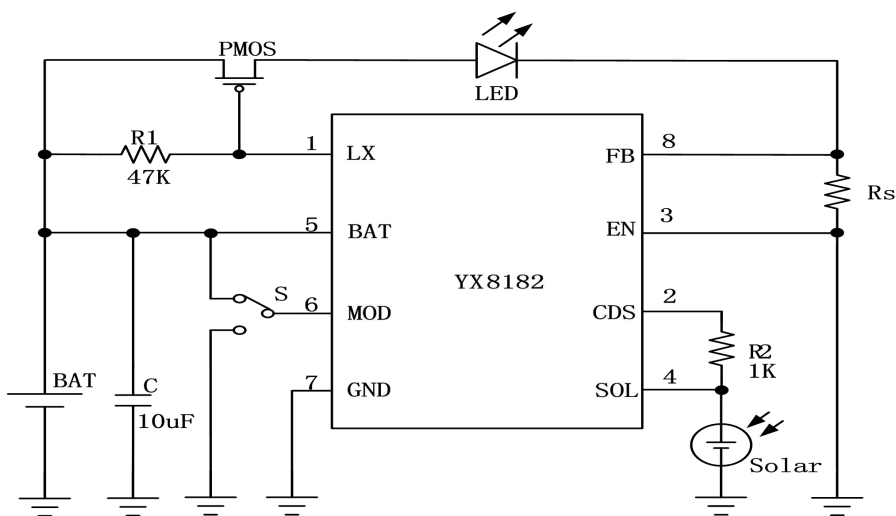 PMOS
LED
R1
47K
1
LX
FB
8
Rs
5
BAT
EN
3
YX8182
S
6
MOD
CDS
2
R2
1K
BAT
C
10uF
7
GND
SOL
4
Solar